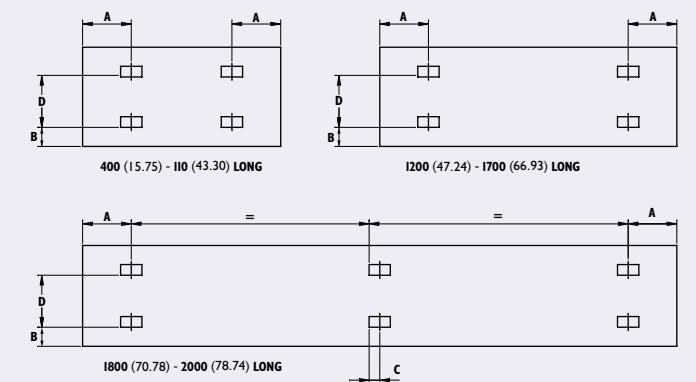 A A A A
D D
B B
400 (15.75) - 110 (43.30) LONG 1200 (47.24) - 1700 (66.93) LONG
A = = A
D
B
1800 (70.78) - 2000 (78.74) LONG
C